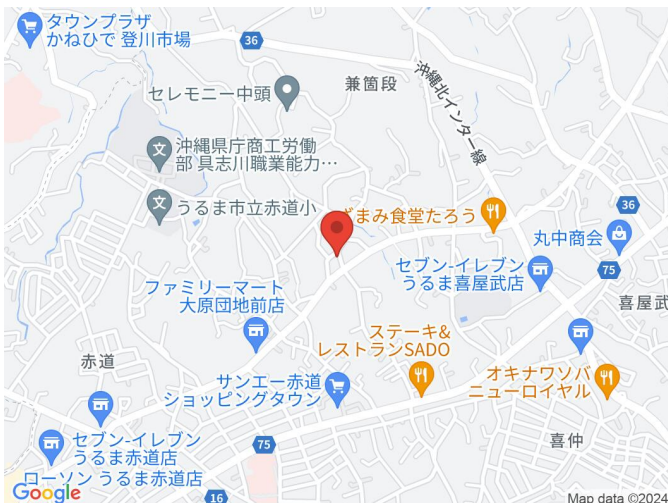 タウンプラザ
かねひで 登川市場
36
沖縄北インター線
兼箇段
セレモニー中頭
沖縄県庁商工労働
部 具志川職業能力…
文
うるま市立赤道小
文
ざまみ食堂たろう
36
丸中商会
セブン-イレブン
うるま喜屋武店
75
喜屋武
ファミリーマート
大原団地前店
ステーキ&
レストランSADO
赤道
サンエー赤道
ショッピングタウン
オキナワソバ
ニューロイヤル
セブン-イレブン
うるま赤道店
75
喜仲
ローソン うるま赤道店
Google
16
Map data ©2024